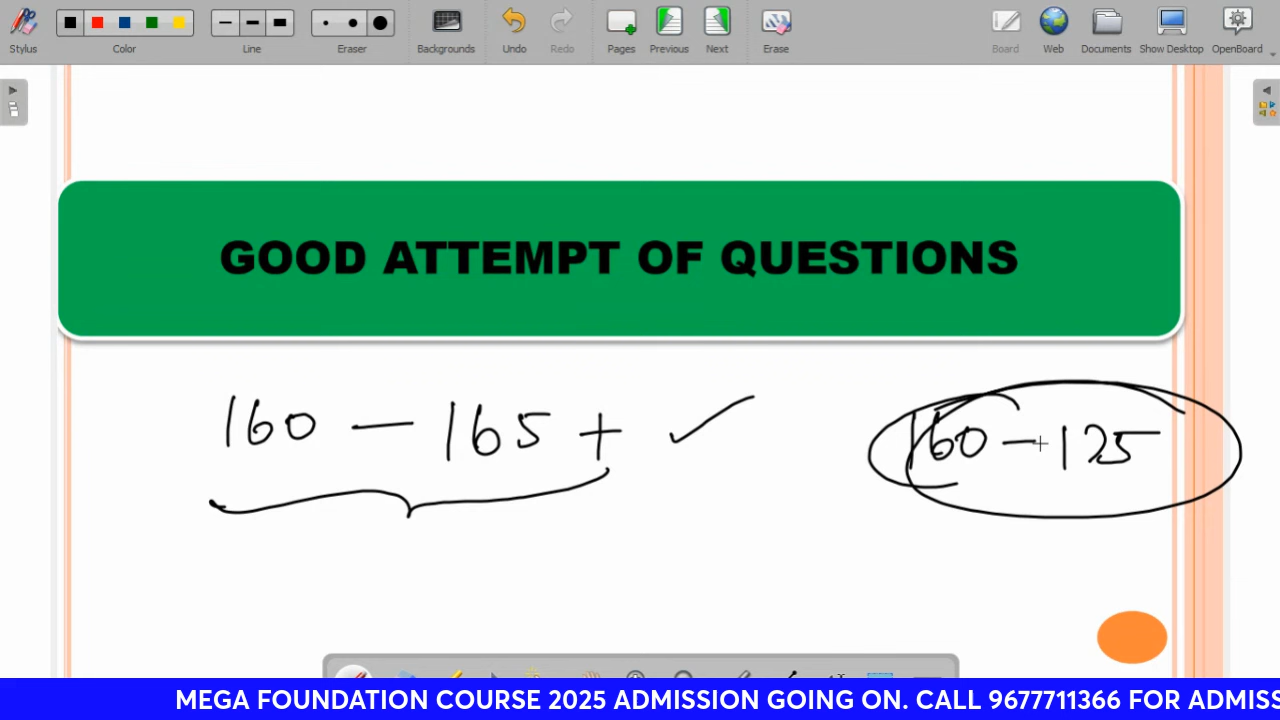 Stylus Color Line Eraser Backgrounds Undo Redo Pages Previous Next Erase Board Web Documents Show Desktop OpenBoard
GOOD ATTEMPT OF QUESTIONS
160 — 165 + ✓ 160 — 125
MEGA FOUNDATION COURSE 2025 ADMISSION GOING ON. CALL 9677711366 FOR ADMISS